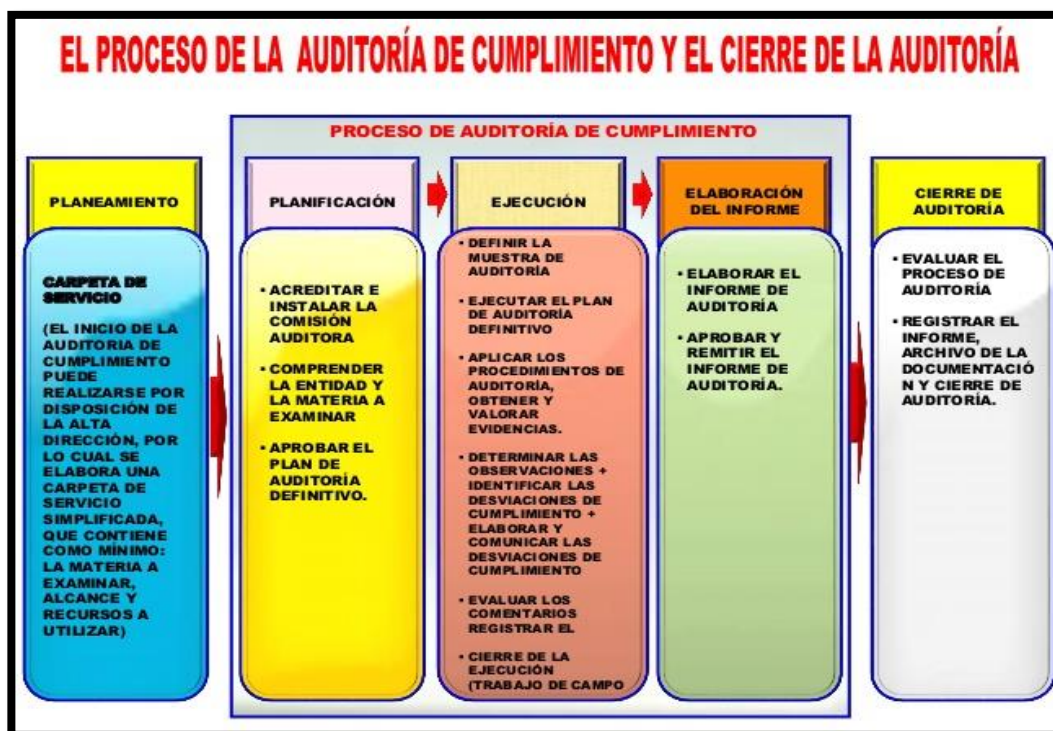 EL PROCESO DE LA AUDITORÍA DE CUMPLIMIENTO Y EL CIERRE DE LA AUDITORÍA
PROCESO DE AUDITORÍA DE CUMPLIMIENTO
PLANEAMIENTO
CARPETA DE
SERVICIO
(EL INICIO DE LA
AUDITORIA DE
CUMPLIMIENTO
PUEDE
REALIZARSE POR
DISPOSICIÓN DE
LA ALTA
DIRECCIÓN, POR
LO CUAL SE
ELABORA UNA
CARPETA DE
SERVICIO
SIMPLIFICADA,
QUE CONTIENE
COMO MÍNIMO:
LA MATERIA A
EXAMINAR,
ALCANCE Y
RECURSOS A
UTILIZAR)
PLANIFICACIÓN
• ACREDITAR E
INSTALAR LA
COMISIÓN
AUDITORA
• COMPRENDER
LA ENTIDAD Y
LA MATERIA A
EXAMINAR
• APROBAR EL
PLAN DE
AUDITORÍA
DEFINITIVO.
EJECUCIÓN
• DEFINIR LA
MUESTRA DE
AUDITORÍA
• EJECUTAR EL PLAN
DE AUDITORÍA
DEFINITIVO
• APLICAR LOS
PROCEDIMIENTOS DE
AUDITORÍA,
OBTENER Y
VALORAR
EVIDENCIAS.
• DETERMINAR LAS
OBSERVACIONES +
IDENTIFICAR LAS
DESVIACIONES DE
CUMPLIMIENTO +
ELABORAR Y
COMUNICAR LAS
DESVIACIONES DE
CUMPLIMIENTO
• EVALUAR LOS
COMENTARIOS
REGISTRAR EL
• CIERRE DE LA
EJECUCIÓN
(TRABAJO DE CAMPO
ELABORACIÓN
DEL INFORME
• ELABORAR EL
INFORME DE
AUDITORÍA
• APROBAR Y
REMITIR EL
INFORME DE
AUDITORÍA.
CIERRE DE
AUDITORÍA
• EVALUAR EL
PROCESO DE
AUDITORÍA
• REGISTRAR EL
INFORME,
ARCHIVO DE LA
DOCUMENTACIÓ
N Y CIERRE DE
AUDITORÍA.